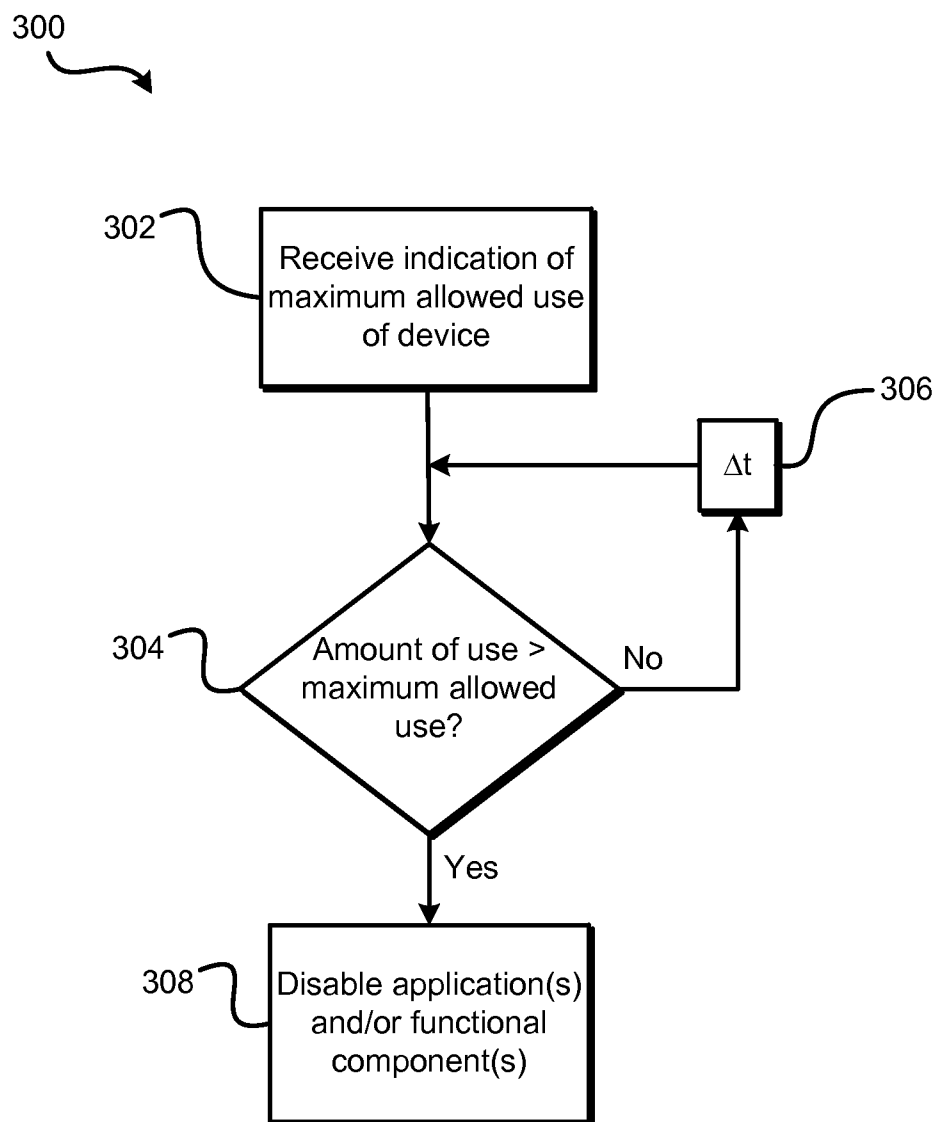 300
302
Receive indication of
maximum allowed use
of device
306
Δt
304
Amount of use >
maximum allowed
use?
No
Yes
308
Disable application(s)
and/or functional
component(s)